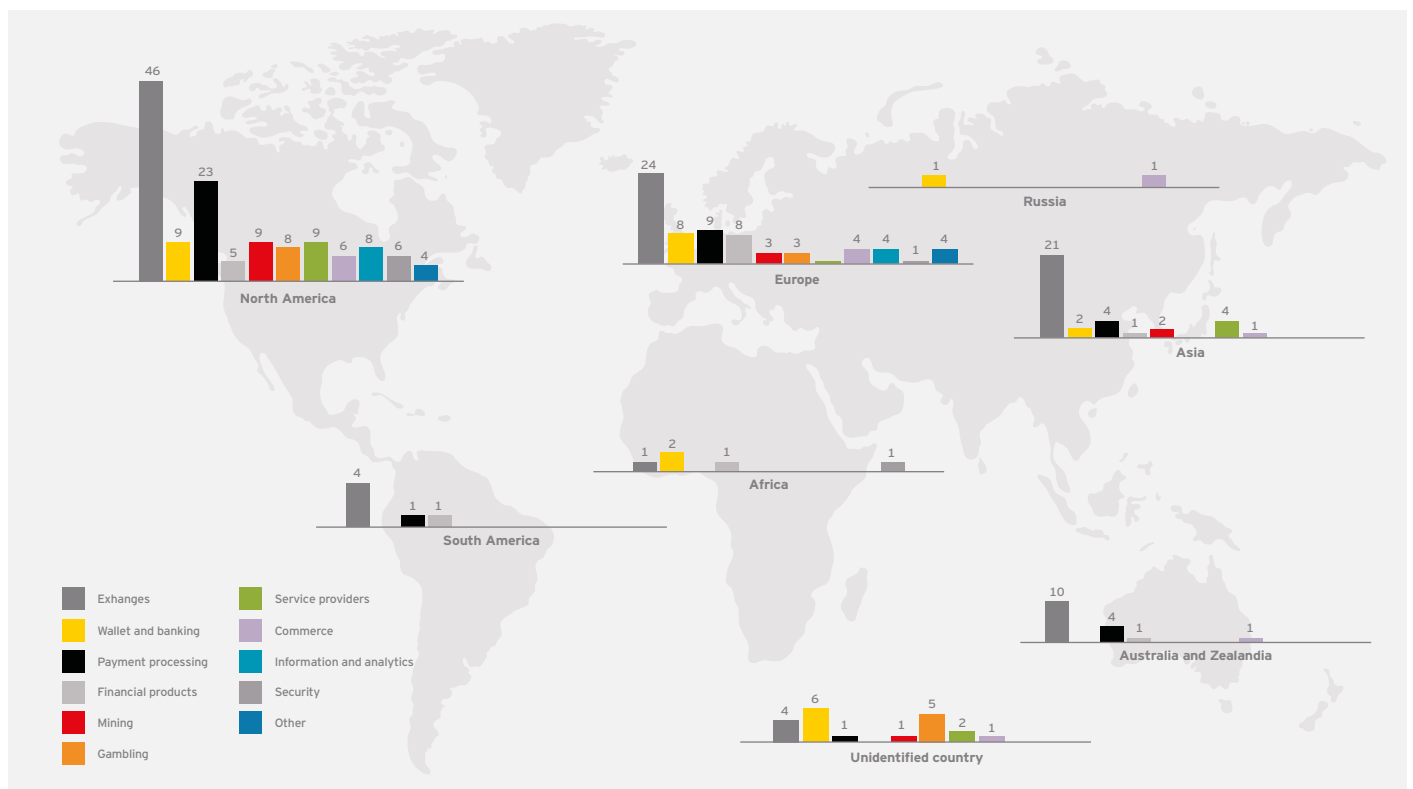 46
9
23
5
9
8
9
6
8
6
4
North America
24
8
9
8
3
3
4
4
1
4
Europe
1
1
Russia
21
2
4
1
2
4
1
Asia
1
2
1
1
Africa
4
1
1
South America
10
4
1
1
Australia and Zealandia
4
6
1
1
5
2
1
Unidentified country
Exhanges
Wallet and banking
Payment processing
Financial products
Mining
Gambling
Service providers
Commerce
Information and analytics
Security
Other